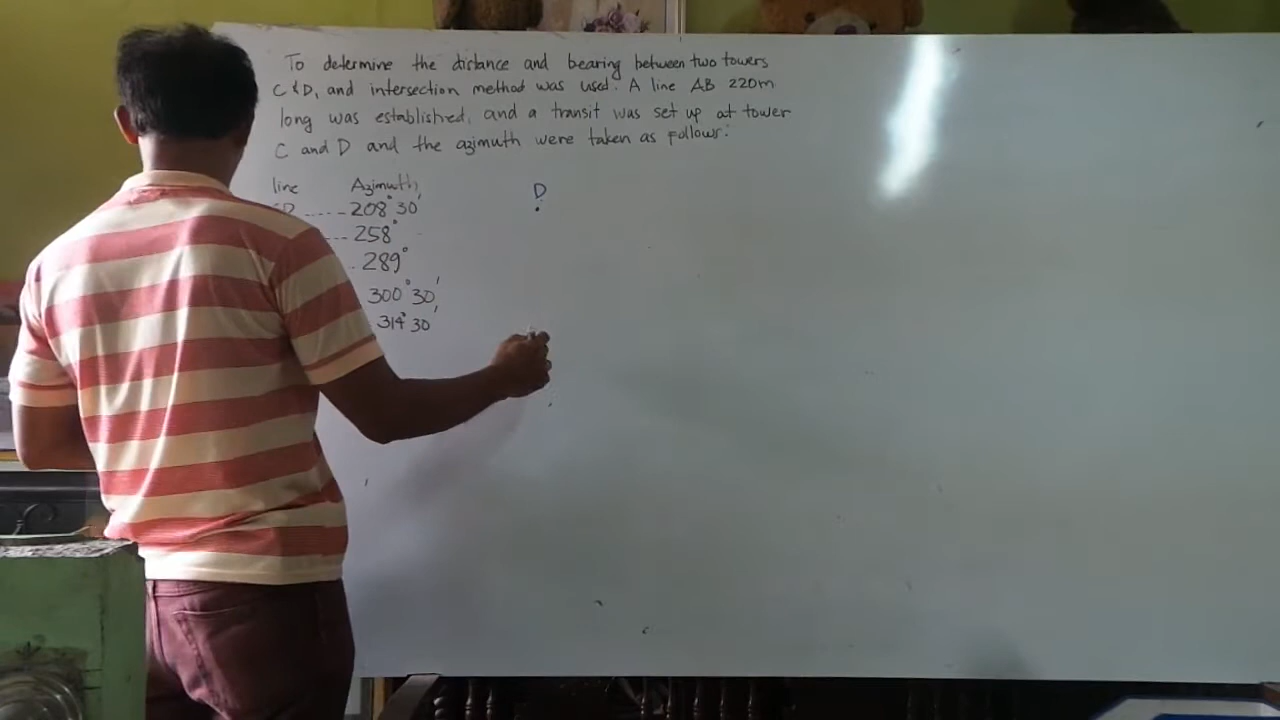 To determine the distance and bearing between two towers
C & D, and intersection method was used. A line AB 220m
long was established, and a transit was set up at tower
C and D and the azimuth were taken as follows:
line Azimuth
D ----- 208°30'
--- 258°
. 289°
300°30'
314°30'
D